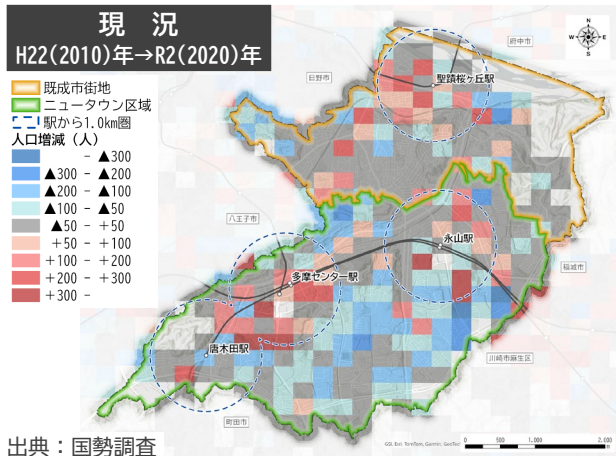 現 況
H22(2010)年→R2(2020)年
既成市街地
ニュータウン区域
駅から1.0km圏
人口増減（人）
- ▲300
▲300 - ▲200
▲200 - ▲100
▲100 - ▲50
▲50 - +50
+50 - +100
+100 - +200
+200 - +300
+300 -
N
W E
S
府中市
日野市
聖蹟桜ヶ丘駅
八王子市
永山駅
稲城市
多摩センター駅
唐木田駅
川崎市麻生区
町田市
GSI, Esri, TomTom, Garmin, GeoTec
0 500 1,000 2,000
m
出典：国勢調査